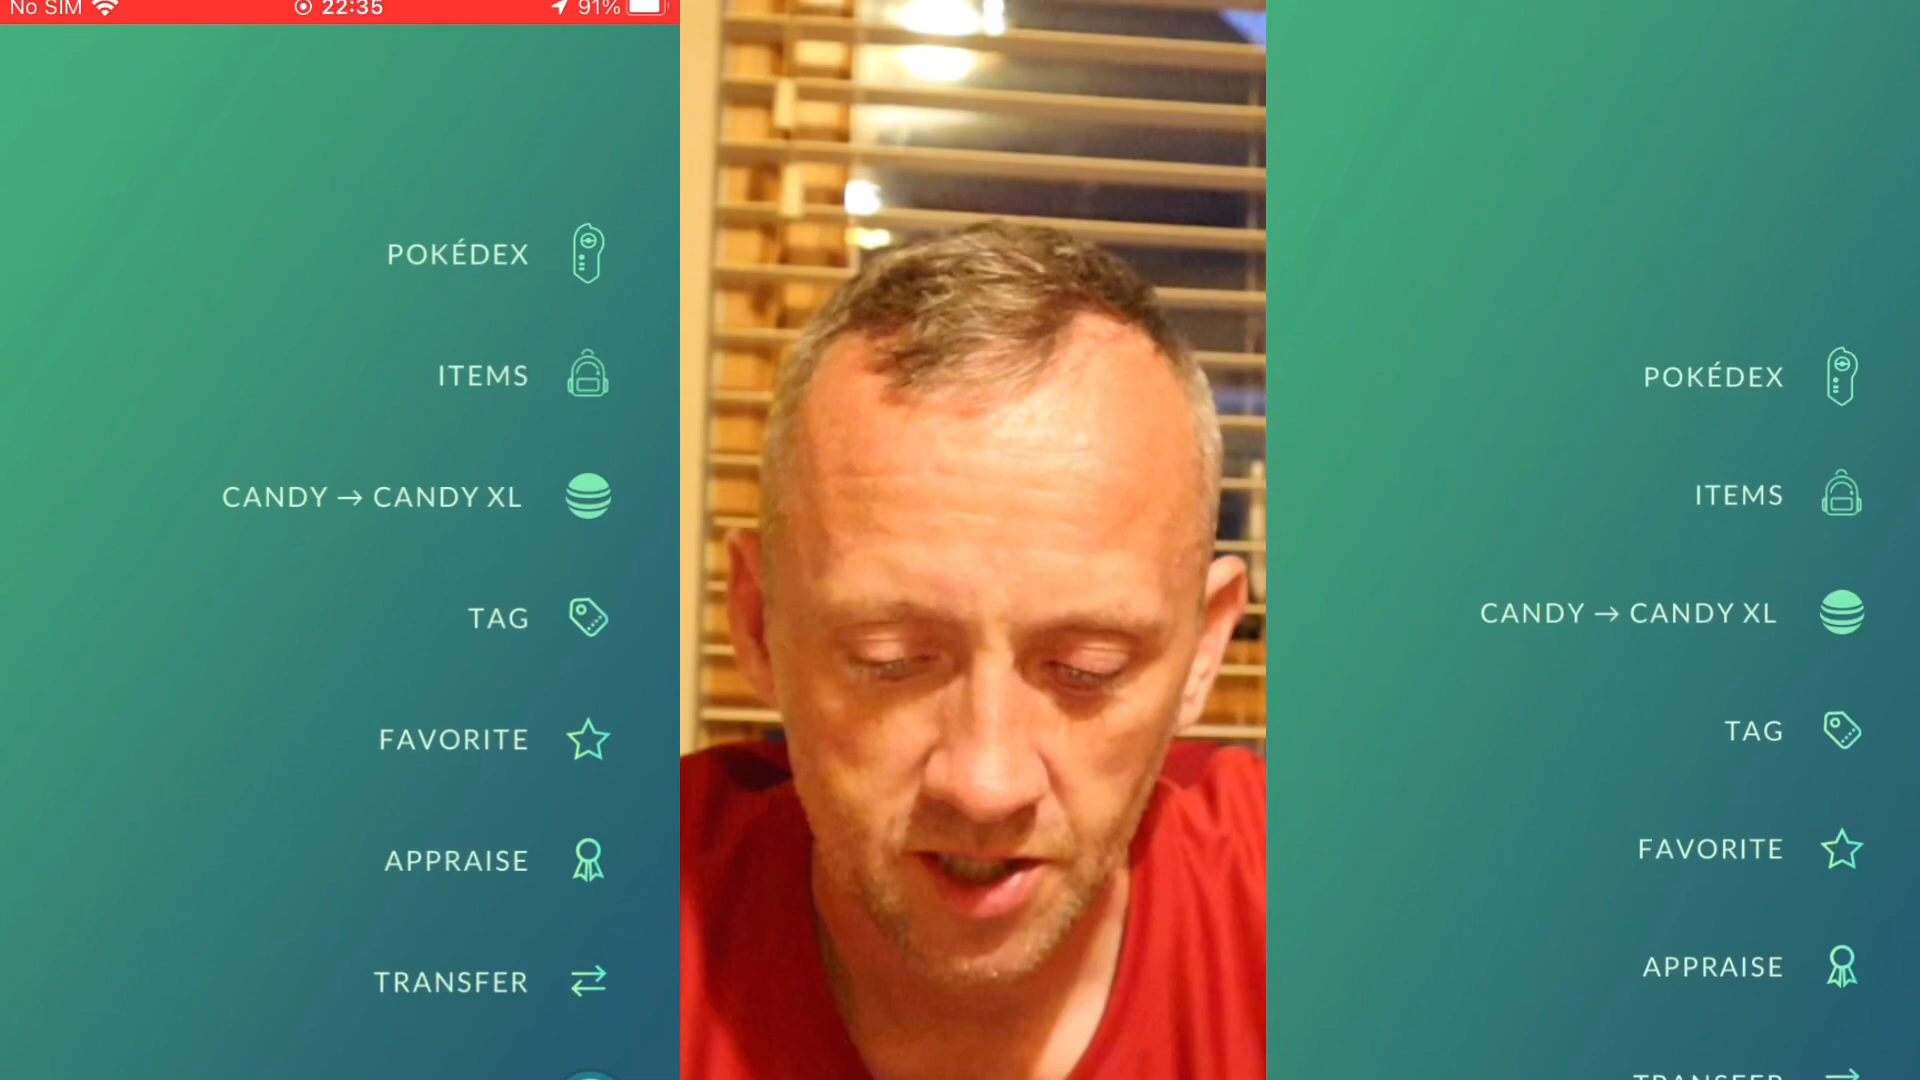 No SIM 22:35 91%
POKÉDEX
ITEMS
CANDY → CANDY XL
TAG
FAVORITE
APPRAISE
TRANSFER
POKÉDEX
ITEMS
CANDY → CANDY XL
TAG
FAVORITE
APPRAISE
TRANSFER